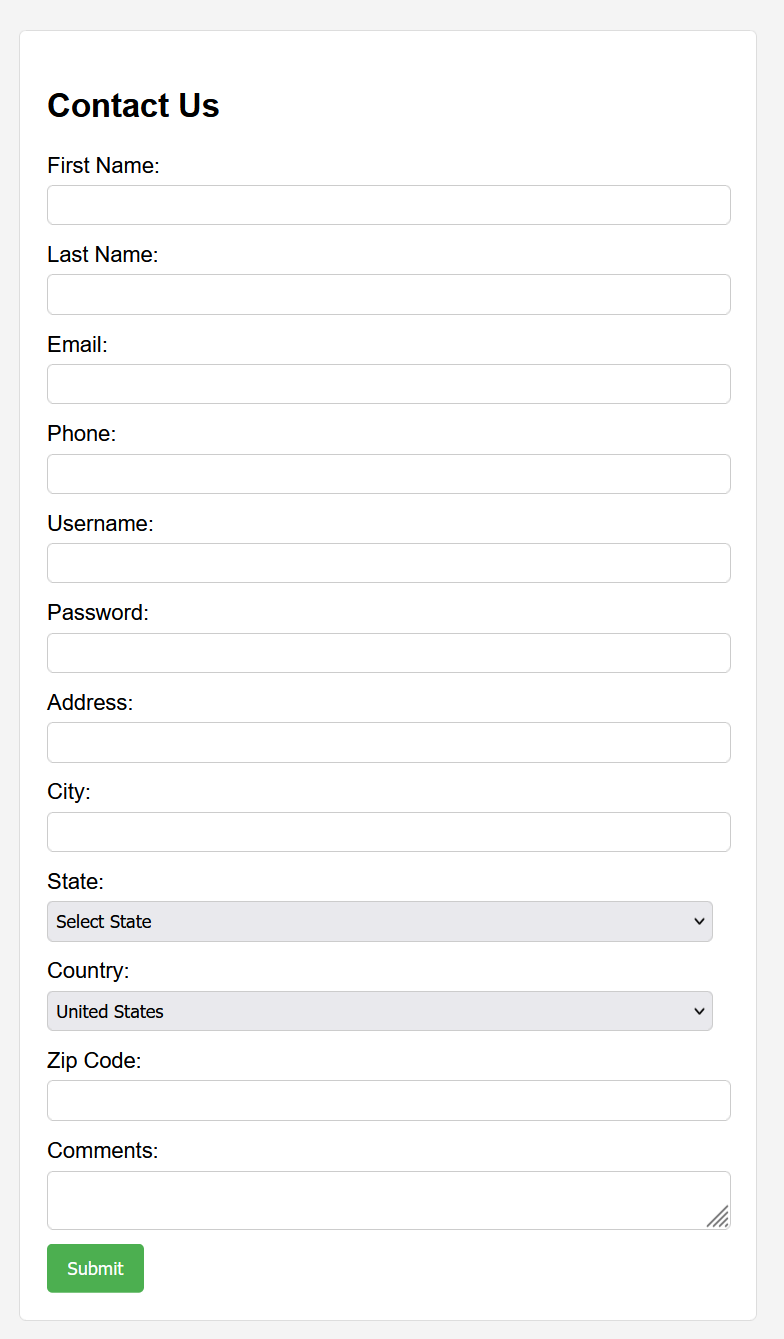 Contact Us
First Name:
Last Name:
Email:
Phone:
Username:
Password:
Address:
City:
State:
Select State
Country:
United States
Zip Code:
Comments:
Submit